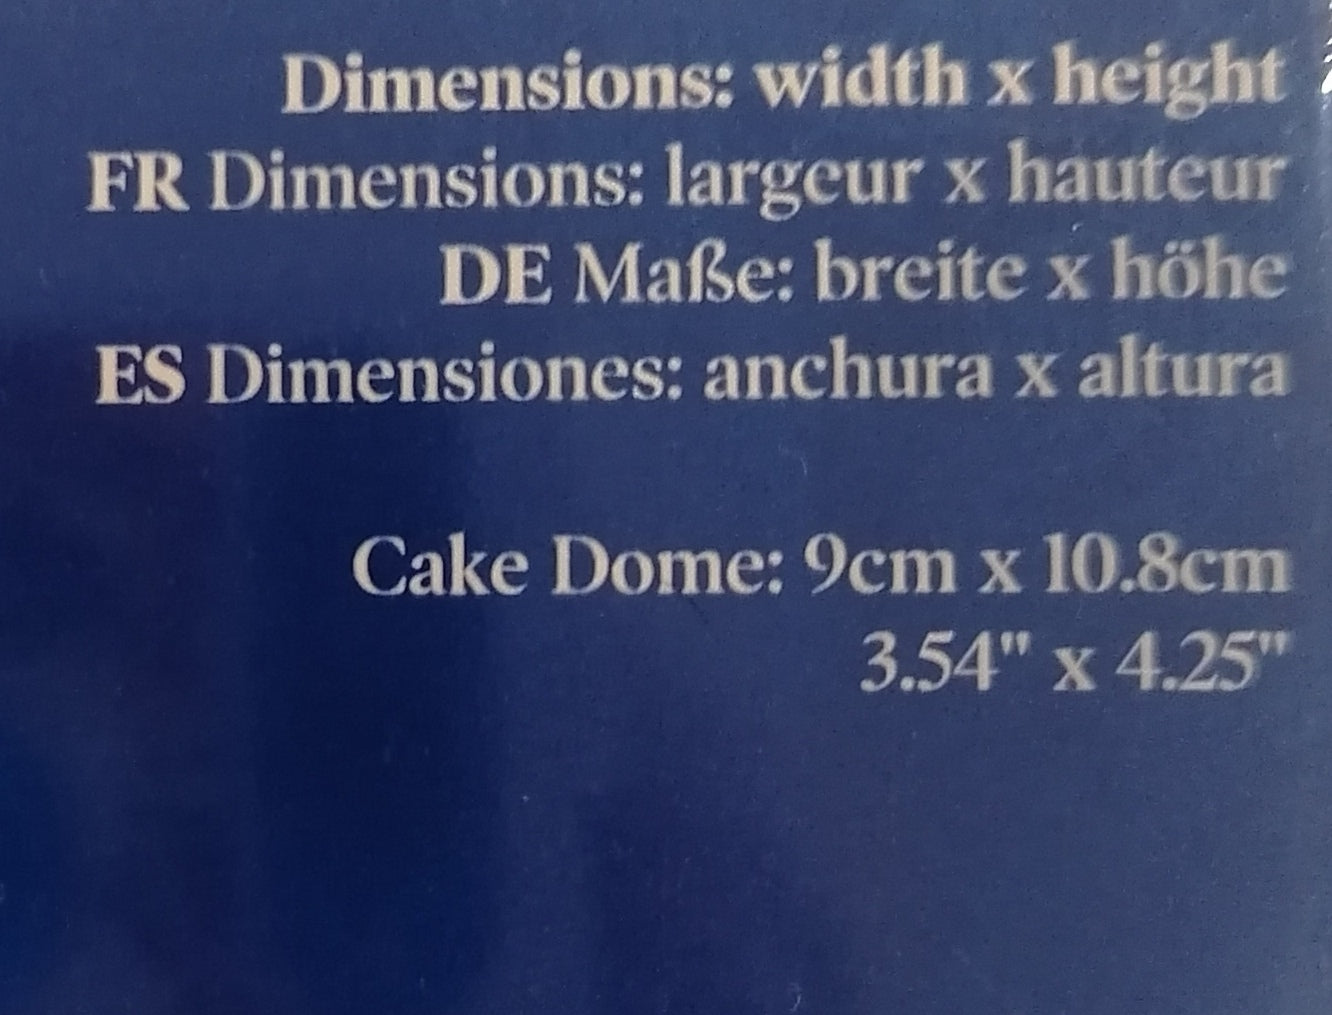 Dimensions: width x height
FR Dimensions: largeur x hauteur
DE Maße: breite x höhe
ES Dimensiones: anchura x altura
Cake Dome: 9cm x 10.8cm
3.54" x 4.25"